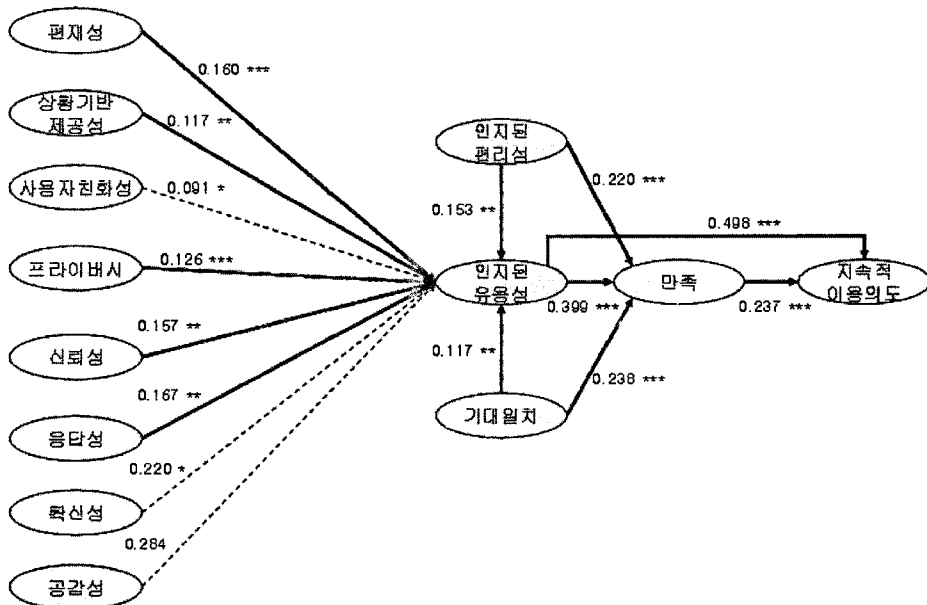 편재성
0.160 ***
상황기반
제공성
0.117 **
사용자친화성
0.091 *
프라이버시
0.126 ***
신뢰성
0.157 **
응답성
0.167 **
확신성
0.220 *
공감성
0.284
인지된
편리성
0.220 ***
0.153 **
인지된
유용성
0.498 ***
0.399 ***
만족
0.237 ***
지속적
이용의도
0.117 **
0.238 ***
기대일치